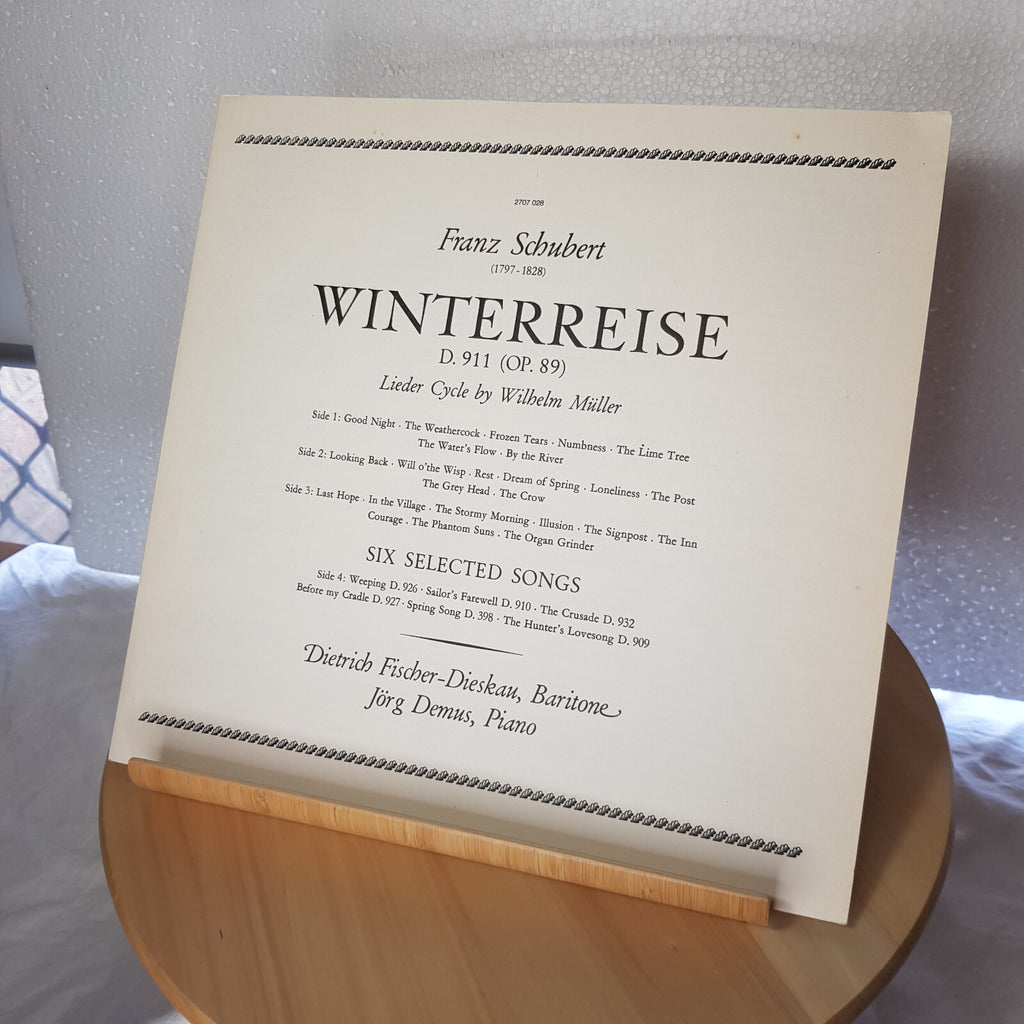 2707 028
Franz Schubert
(1797-1828)
WINTERREISE
D. 911 (OP. 89)
Lieder Cycle by Wilhelm Müller
Side 1: Good Night · The Weathercock · Frozen Tears · Numbness · The Lime Tree
The Water's Flow · By the River
Side 2: Looking Back · Will o'the Wisp · Rest · Dream of Spring · Loneliness · The Post
The Grey Head · The Crow
Side 3: Last Hope · In the Village · The Stormy Morning · Illusion · The Signpost · The Inn
Courage · The Phantom Suns · The Organ Grinder
SIX SELECTED SONGS
Side 4: Weeping D. 926 · Sailor's Farewell D. 910 · The Crusade D. 932
Before my Cradle D. 927 · Spring Song D. 398 · The Hunter's Lovesong D. 909
Dietrich Fischer-Dieskau, Baritone
Jörg Demus, Piano